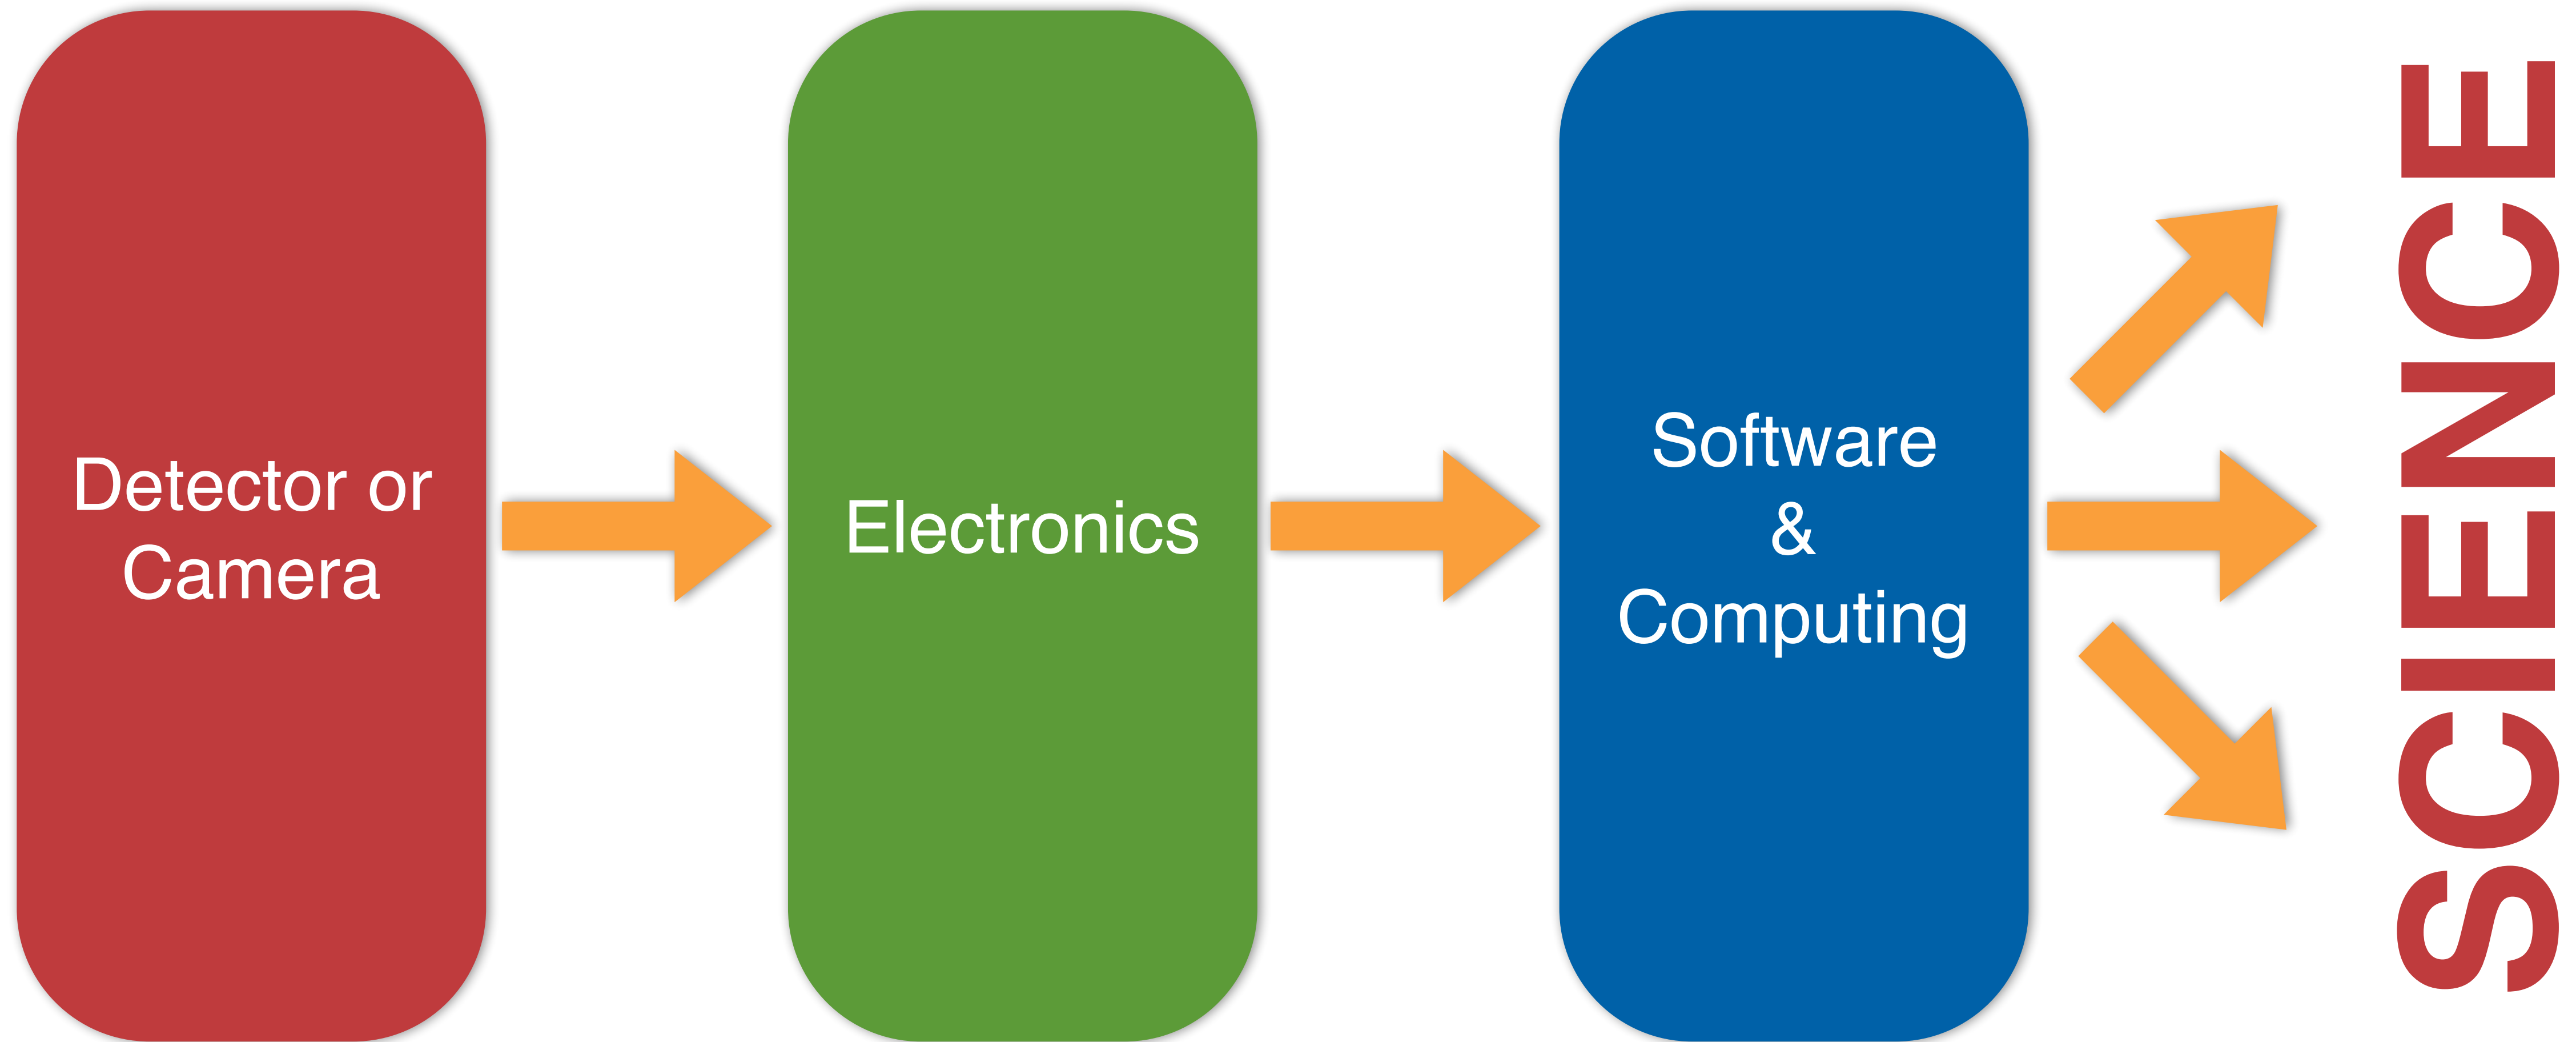 Detector or
Camera
Electronics
Software
&
Computing
SCIENCE